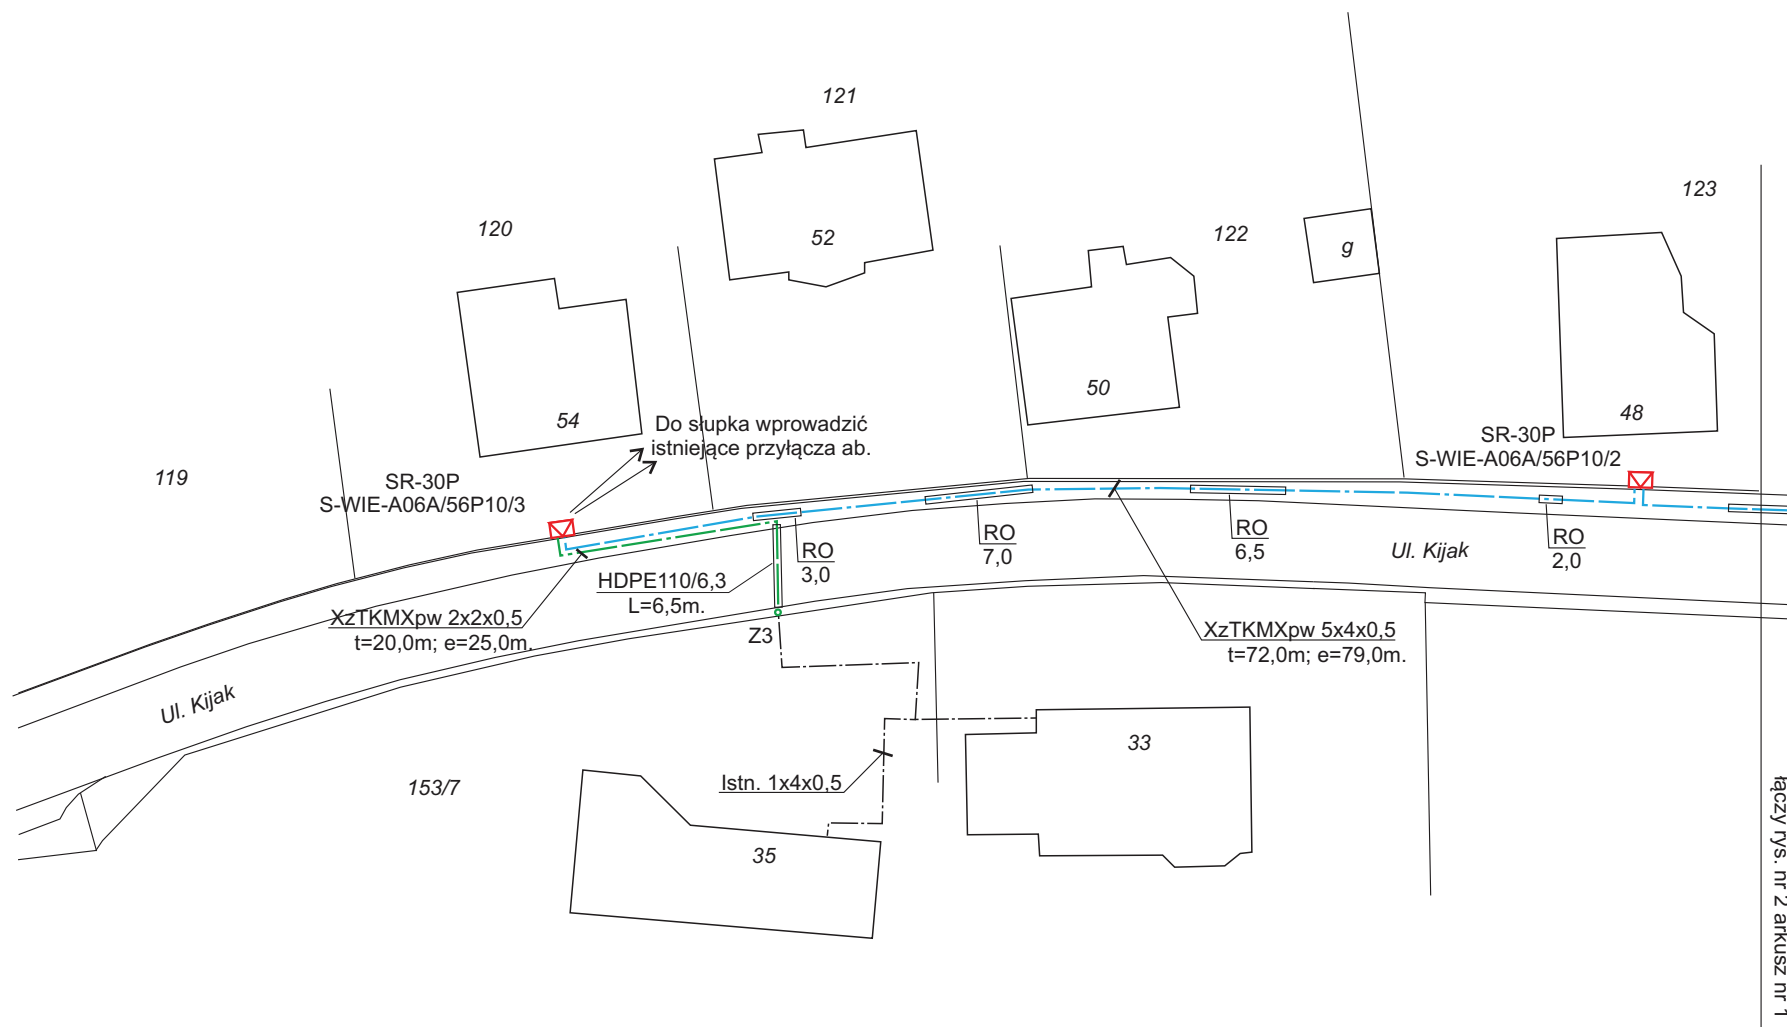 121
123
120
52
122
g
50
48
54
Do słupka wprowadzić
istniejące przyłącza ab.
SR-30P
S-WIE-A06A/56P10/2
119
SR-30P
S-WIE-A06A/56P10/3
RO
3,0
RO
7,0
RO
6,5
Ul. Kijak
RO
2,0
HDPE110/6,3
L=6,5m.
XzTKMXpw 2x2x0,5
t=20,0m; e=25,0m.
Z3
XzTKMXpw 5x4x0,5
t=72,0m; e=79,0m.
Ul. Kijak
33
153/7
Istn. 1x4x0,5
35
łączy rys. nr 2 arkusz nr 1